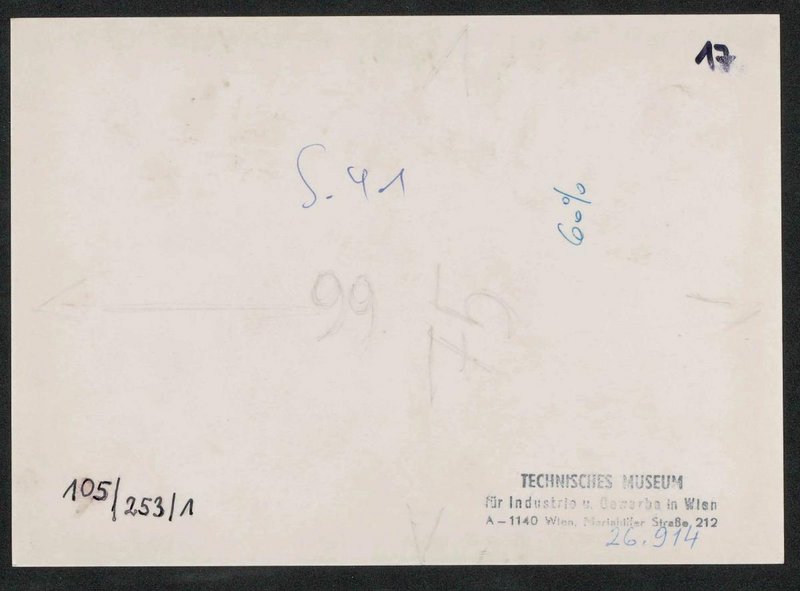 17
S. 41
60%
105/253/1
TECHNISCHES MUSEUM
für Industrie u. Gewerbe in Wien
A-1140 Wien, Mariahilfer Straße 212
26.914